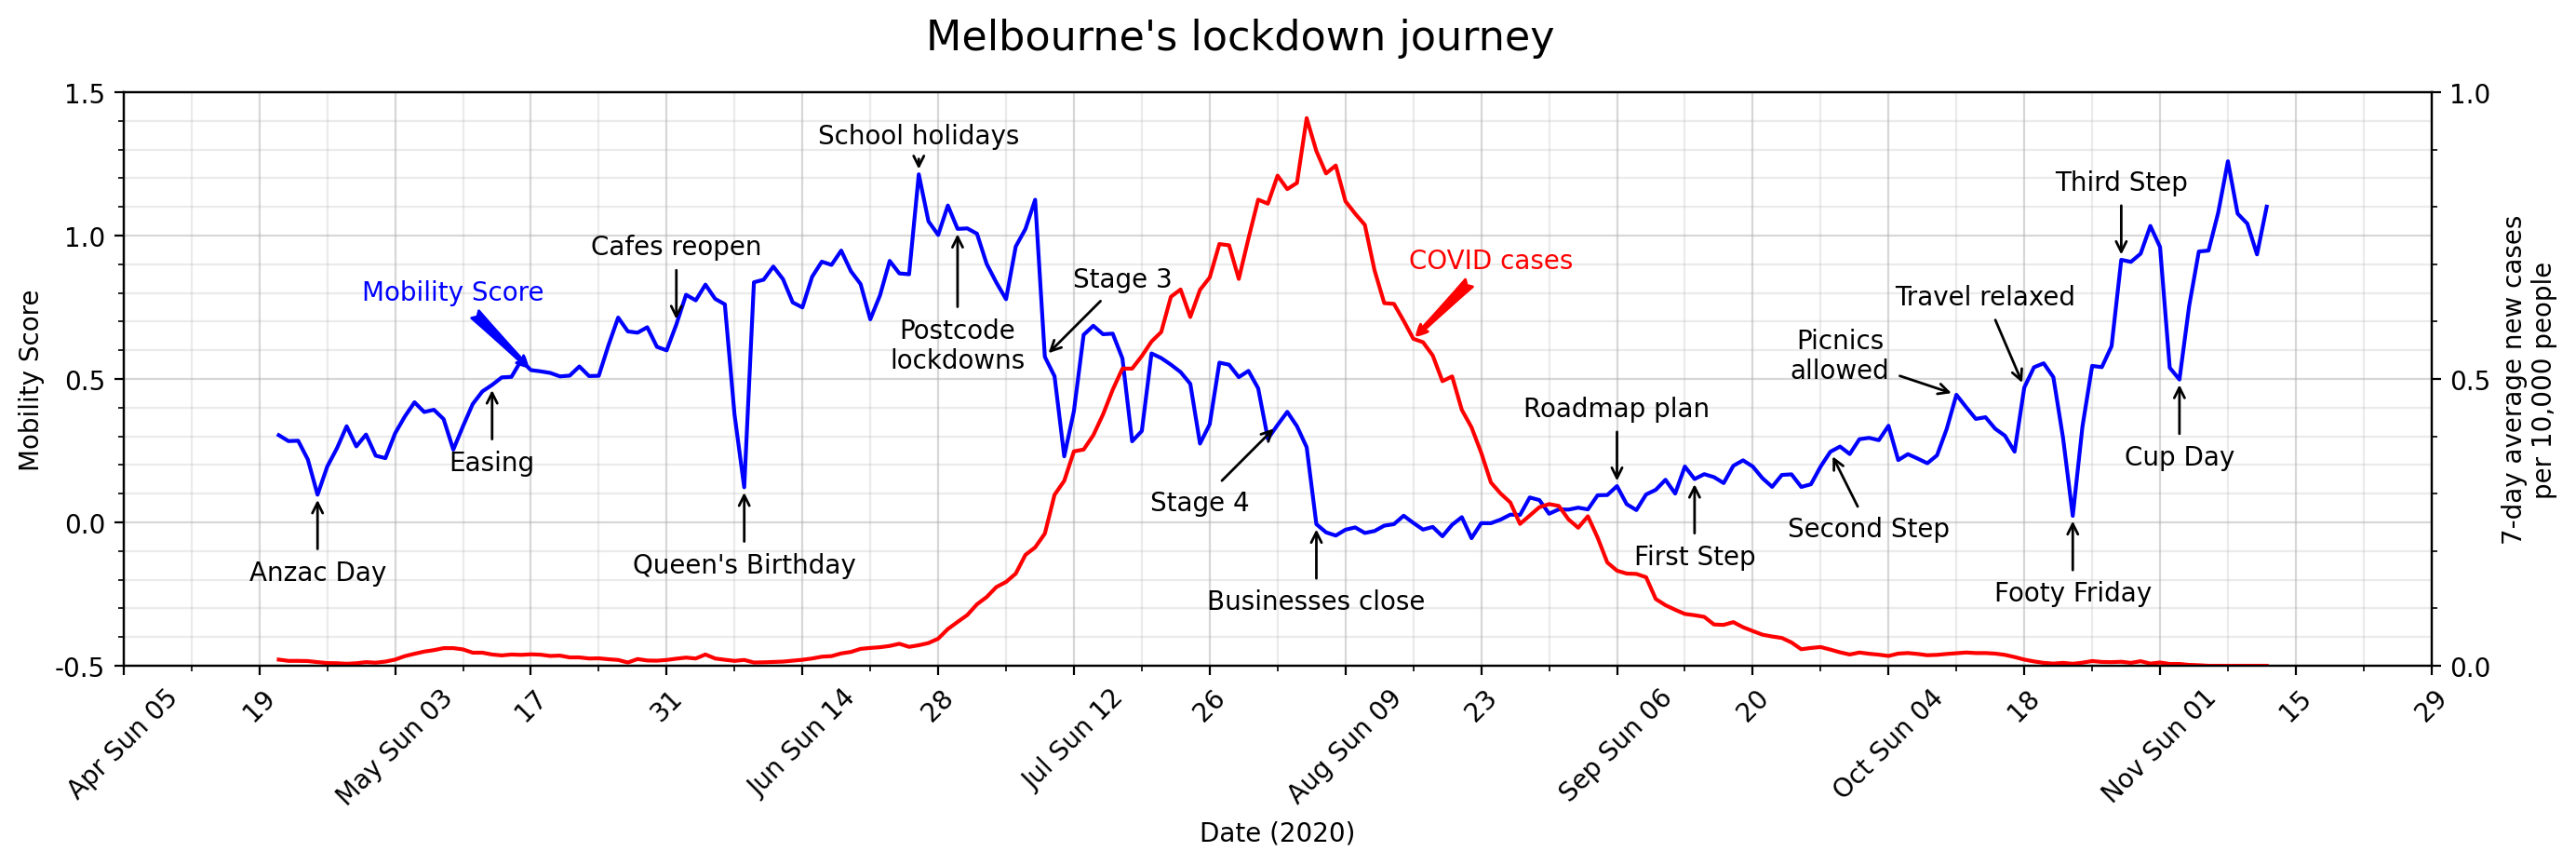 Melbourne's lockdown journey
1.5
1.0
0.5
0.0
-0.5
Mobility Score
1.0
0.5
0.0
7-day average new cases
per 10,000 people
School holidays
Third Step
Cafes reopen
COVID cases
Stage 3
Mobility Score
Travel relaxed
Postcode
lockdowns
Picnics
allowed
Roadmap plan
Easing
Cup Day
Stage 4
Second Step
First Step
Queen's Birthday
Anzac Day
Footy Friday
Businesses close
Apr Sun 05
19
May Sun 03
17
31
Jun Sun 14
28
Jul Sun 12
26
Aug Sun 09
23
Sep Sun 06
20
Oct Sun 04
18
Nov Sun 01
15
29
Date (2020)